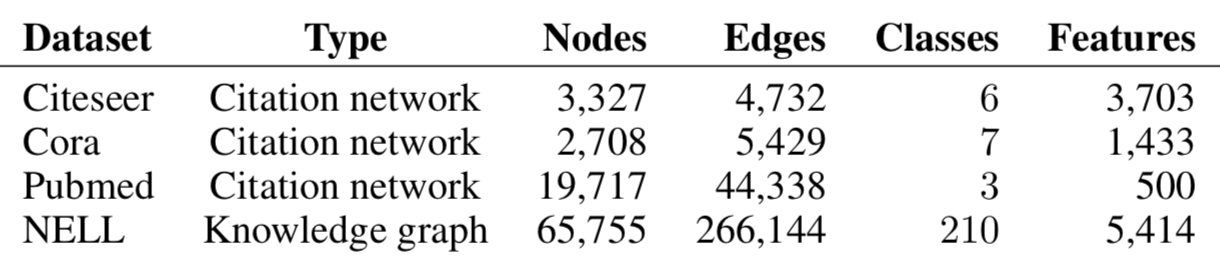 Dataset Type Nodes Edges Classes Features
Citeseer Citation network 3,327 4,732 6 3,703
Cora Citation network 2,708 5,429 7 1,433
Pubmed Citation network 19,717 44,338 3 500
NELL Knowledge graph 65,755 266,144 210 5,414